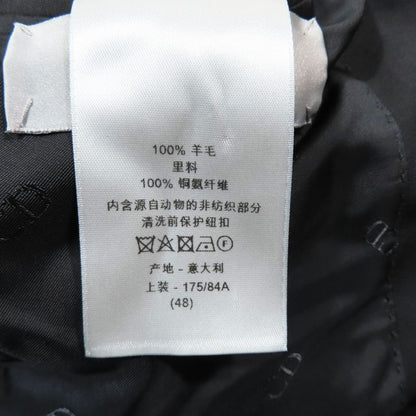 100% 羊毛
里料
100% 铜氨纤维
内含源自动物的非纺织部分
清洗前保护纽扣
产地 - 意大利
上装 - 175/84A
(48)